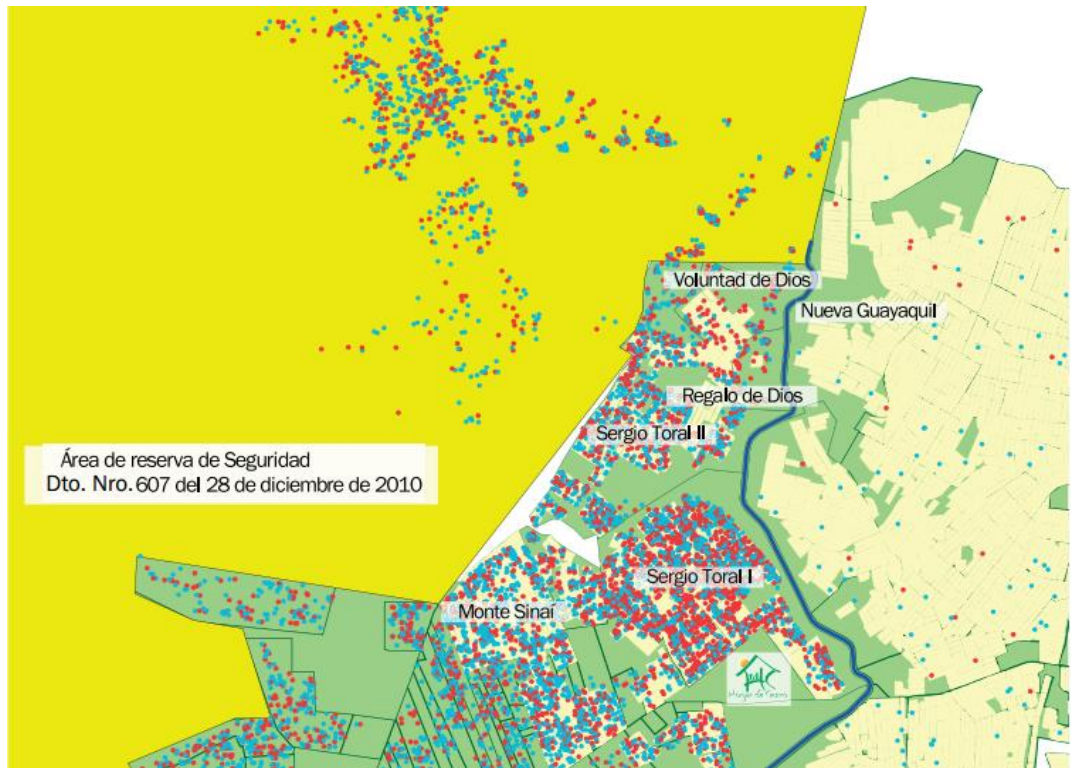 Voluntad de Dios
Nueva Guayaquil
Regalo de Dios
Sergio Toral II
Área de reserva de Seguridad
Dto. Nro. 607 del 28 de diciembre de 2010
Sergio Toral I
Monte Sinaí